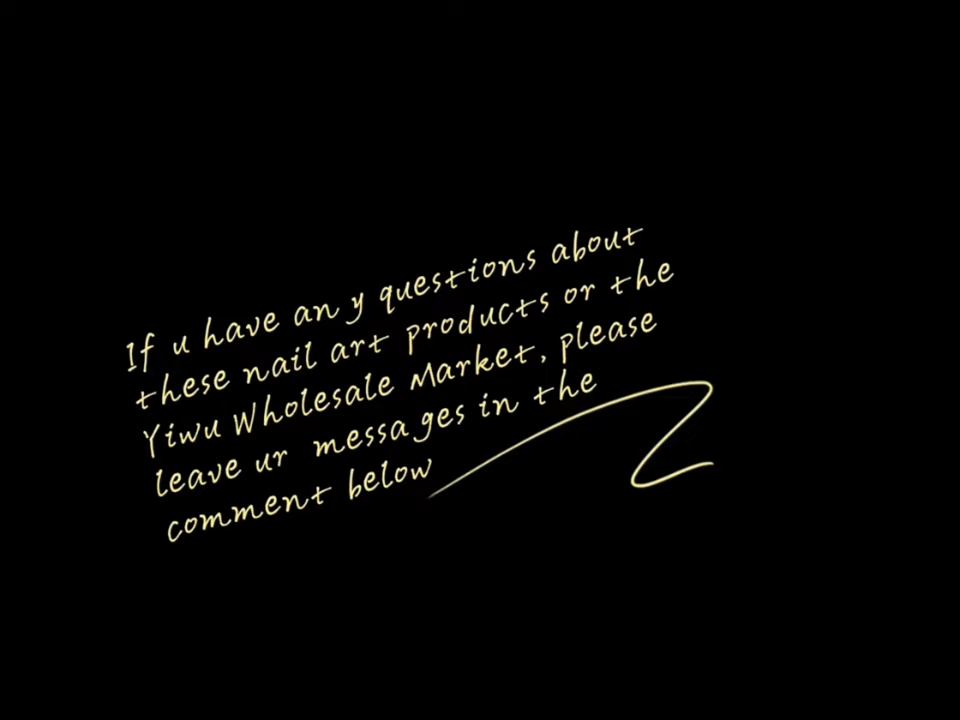 If u have any questions about
these nail art products or the
Yiwu Wholesale Market, please
leave ur messages in the
comment below